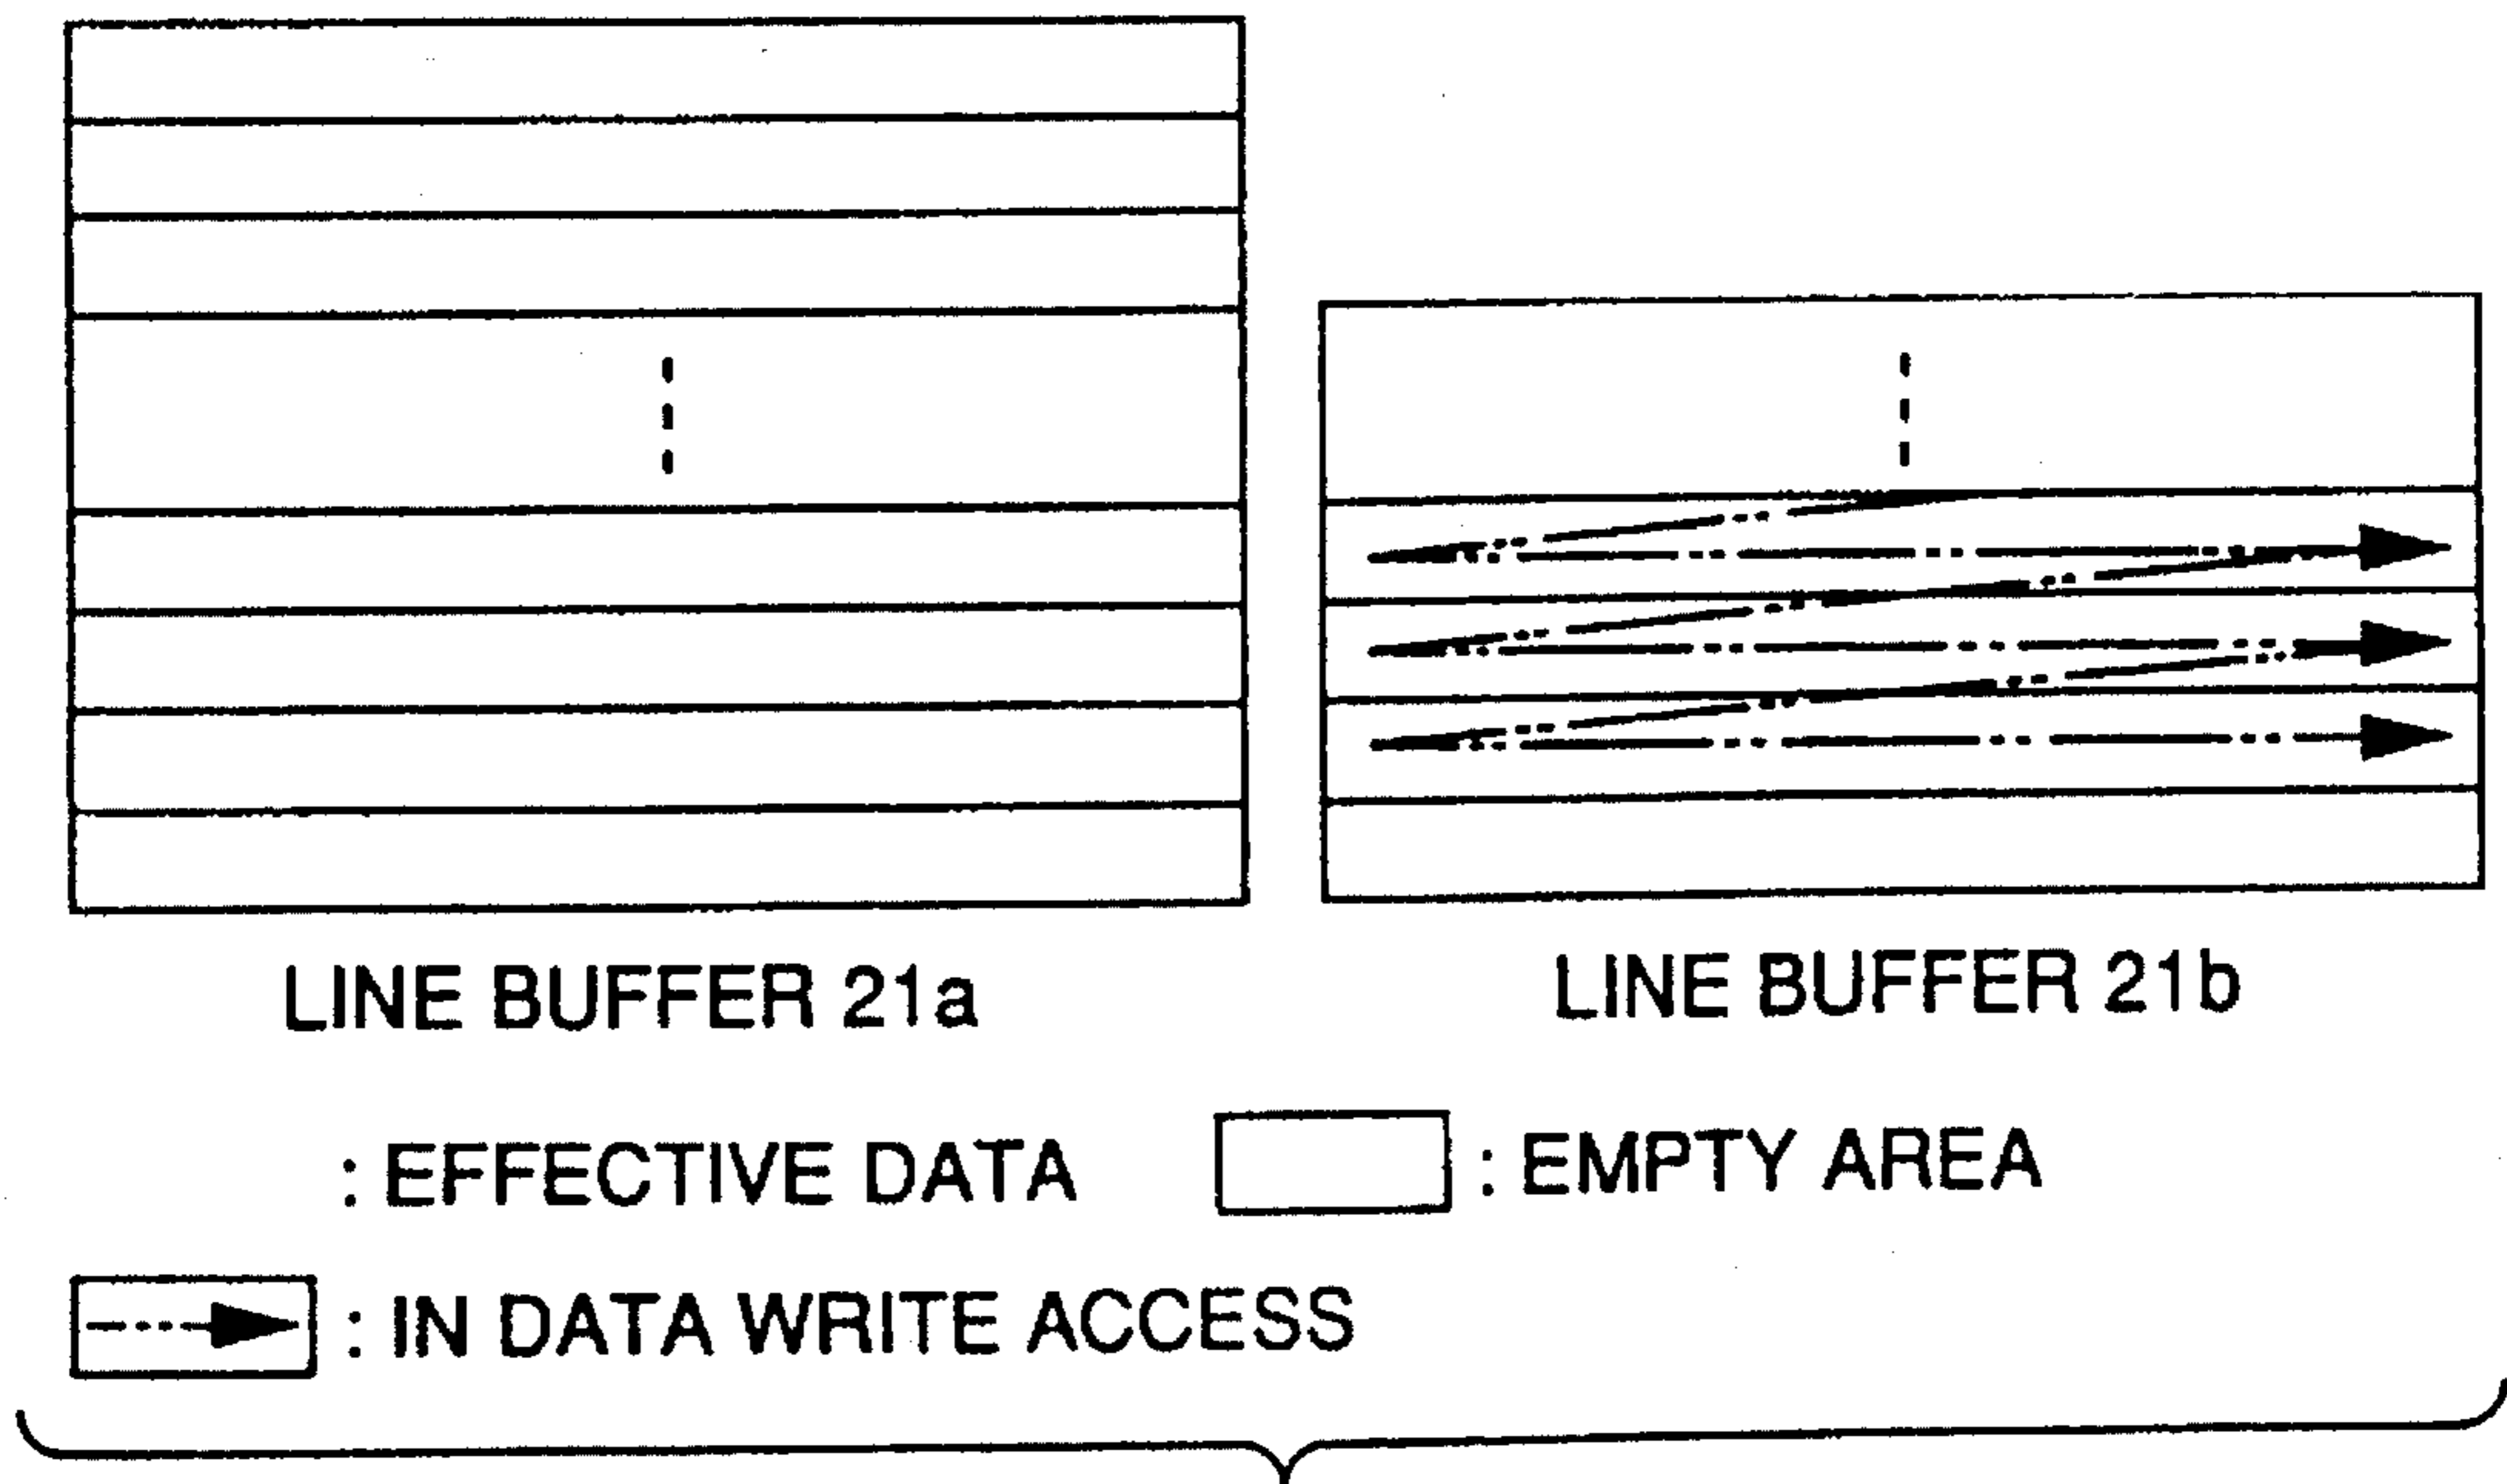 LINE BUFFER 21a
LINE BUFFER 21b
: EFFECTIVE DATA
: EMPTY AREA
: IN DATA WRITE ACCESS